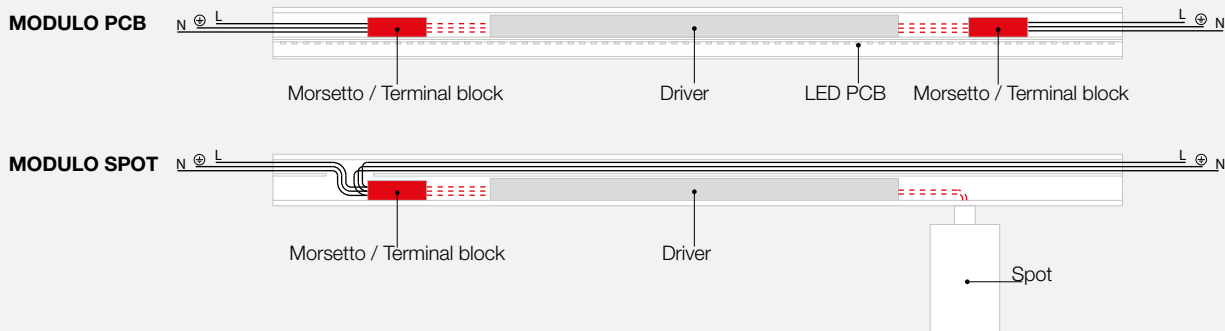 MODULO PCB
N ⏚ L
L ⏚ N
Morsetto / Terminal block
Driver
LED PCB
Morsetto / Terminal block
MODULO SPOT
N ⏚ L
L ⏚ N
Morsetto / Terminal block
Driver
Spot